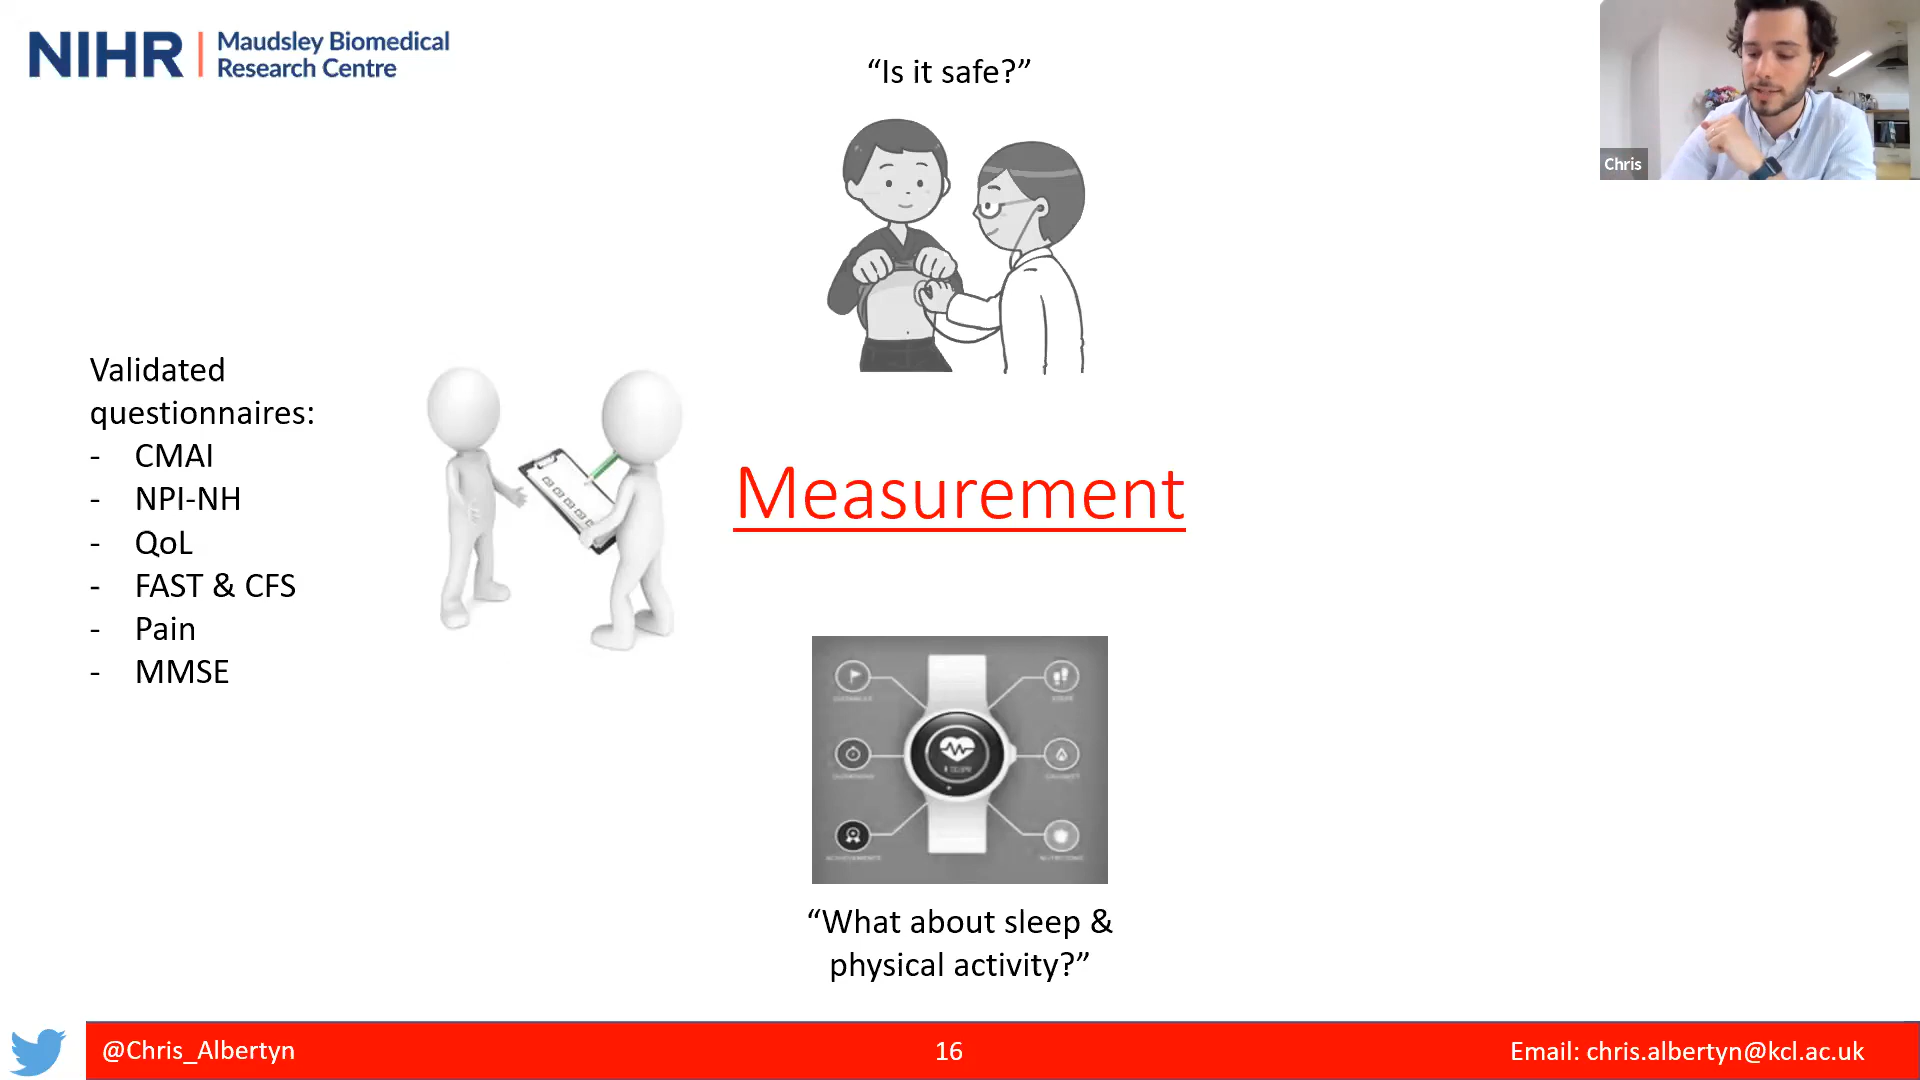 NIHR | Maudsley Biomedical
Research Centre
“Is it safe?”
Chris
Validated
questionnaires:
- CMAI
- NPI-NH
- QoL
- FAST & CFS
- Pain
- MMSE
Measurement
“What about sleep &
physical activity?”
@Chris_Albertyn
16
Email: chris.albertyn@kcl.ac.uk